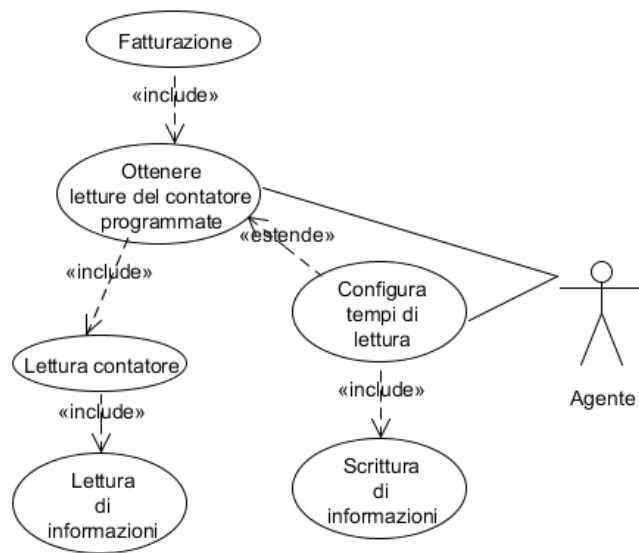 Fatturazione
«include»
Ottenere
letture del contatore
programmate
«estende»
«include»
Configura
tempi di
lettura
Lettura contatore
Agente
«include»
«include»
Lettura
di
informazioni
Scrittura
di
informazioni